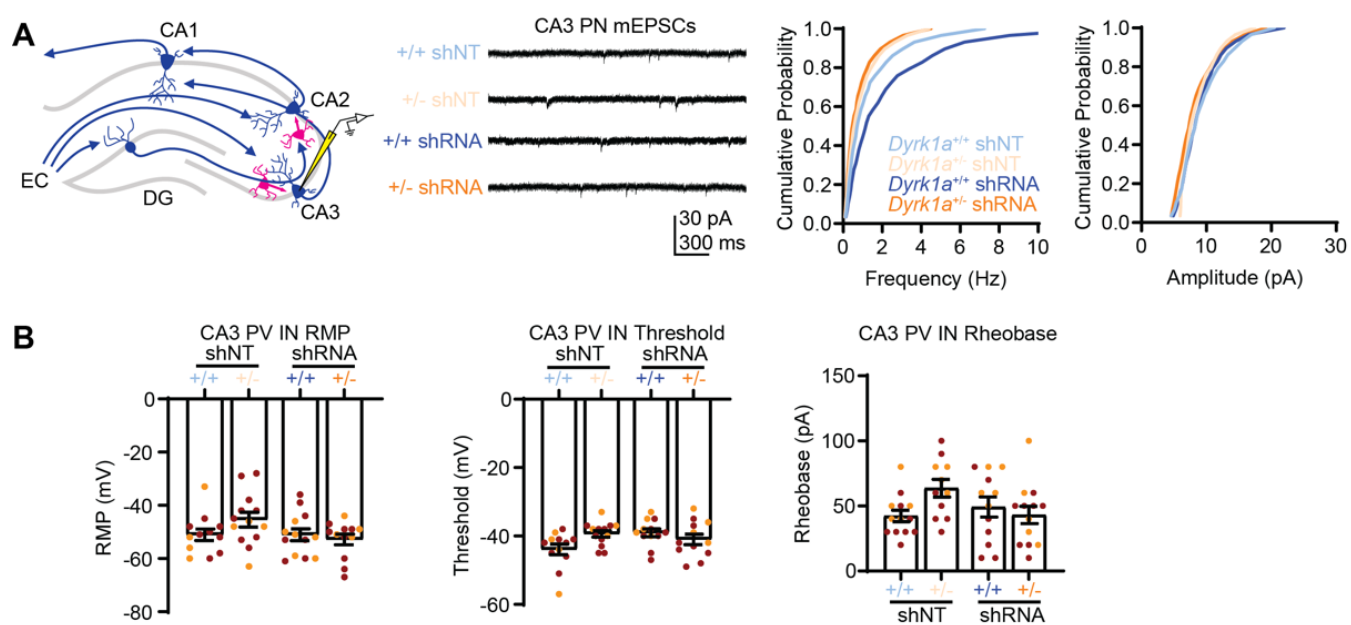 A
CA1
CA2
EC
DG
CA3
CA3 PN mEPSCs
+/+ shNT
+/- shNT
+/+ shRNA
+/- shRNA
30 pA
300 ms
Cumulative Probability
1.0
0.8
0.6
0.4
0.2
0.0
Dyrk1a+/+ shNT
Dyrk1a+/- shNT
Dyrk1a+/+ shRNA
Dyrk1a+/- shRNA
0 2 4 6 8 10
Frequency (Hz)
Cumulative Probability
1.0
0.8
0.6
0.4
0.2
0.0
0 10 20 30
Amplitude (pA)
B
CA3 PV IN RMP
shNT shRNA
+/+ +/- +/+ +/-
RMP (mV)
0
-20
-40
-60
-80
CA3 PV IN Threshold
shNT shRNA
+/+ +/- +/+ +/-
Threshold (mV)
0
-20
-40
-60
CA3 PV IN Rheobase
Rheobase (pA)
150
100
50
0
+/+ +/- +/+ +/-
shNT shRNA